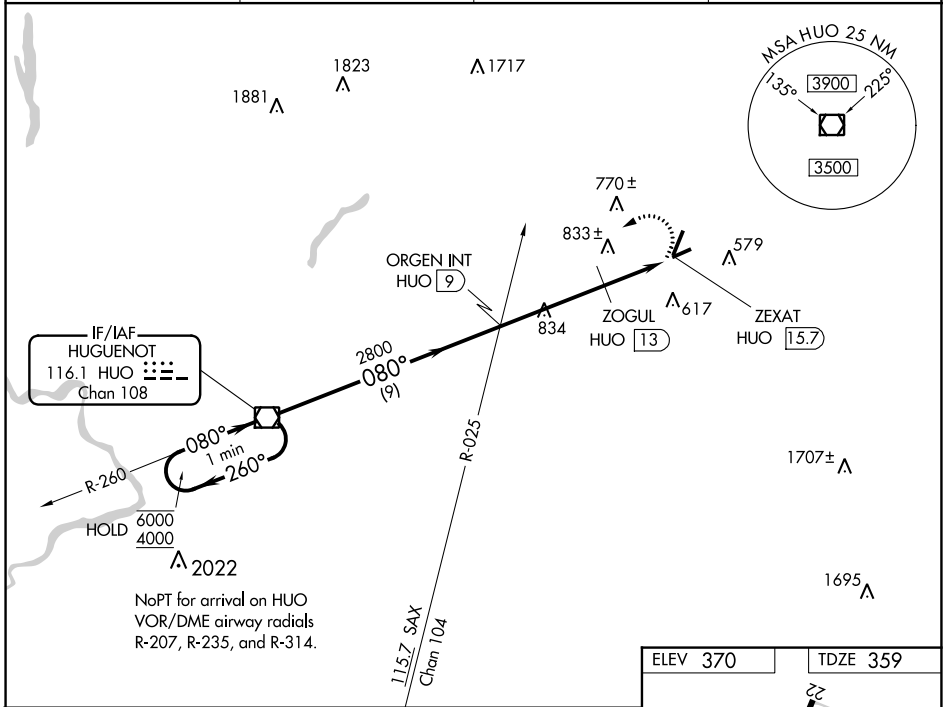 MSA HUO 25 NM
135°
3900
225°
3500
1823
1717
1881
770 ±
833 ±
579
ORGEN INT
HUO 9
834
617
ZOGUL
HUO 13
ZEXAT
HUO 15.7
IF/IAF
HUGUENOT
116.1 HUO
Chan 108
2800
080°
(9)
080°
1 min
260°
R-260
R-025
HOLD 6000
4000
2022
1707 ±
1695
NoPT for arrival on HUO
VOR/DME airway radials
R-207, R-235, and R-314.
115.7 SAX
Chan 104
ELEV 370
TDZE 359
22